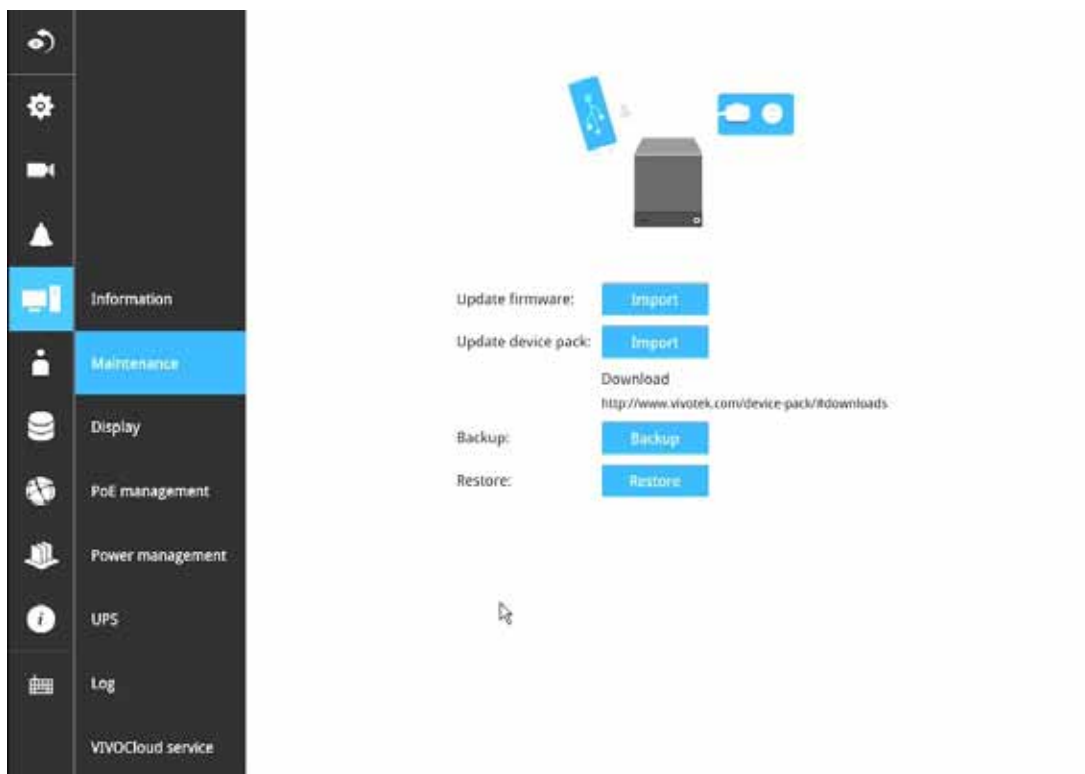 Information
Maintenance
Display
PoE management
Power management
UPS
Log
VIVOCloud service
Update firmware: Import
Update device pack: Import
Download
http://www.vivotek.com/device-pack/#downloads
Backup: Backup
Restore: Restore